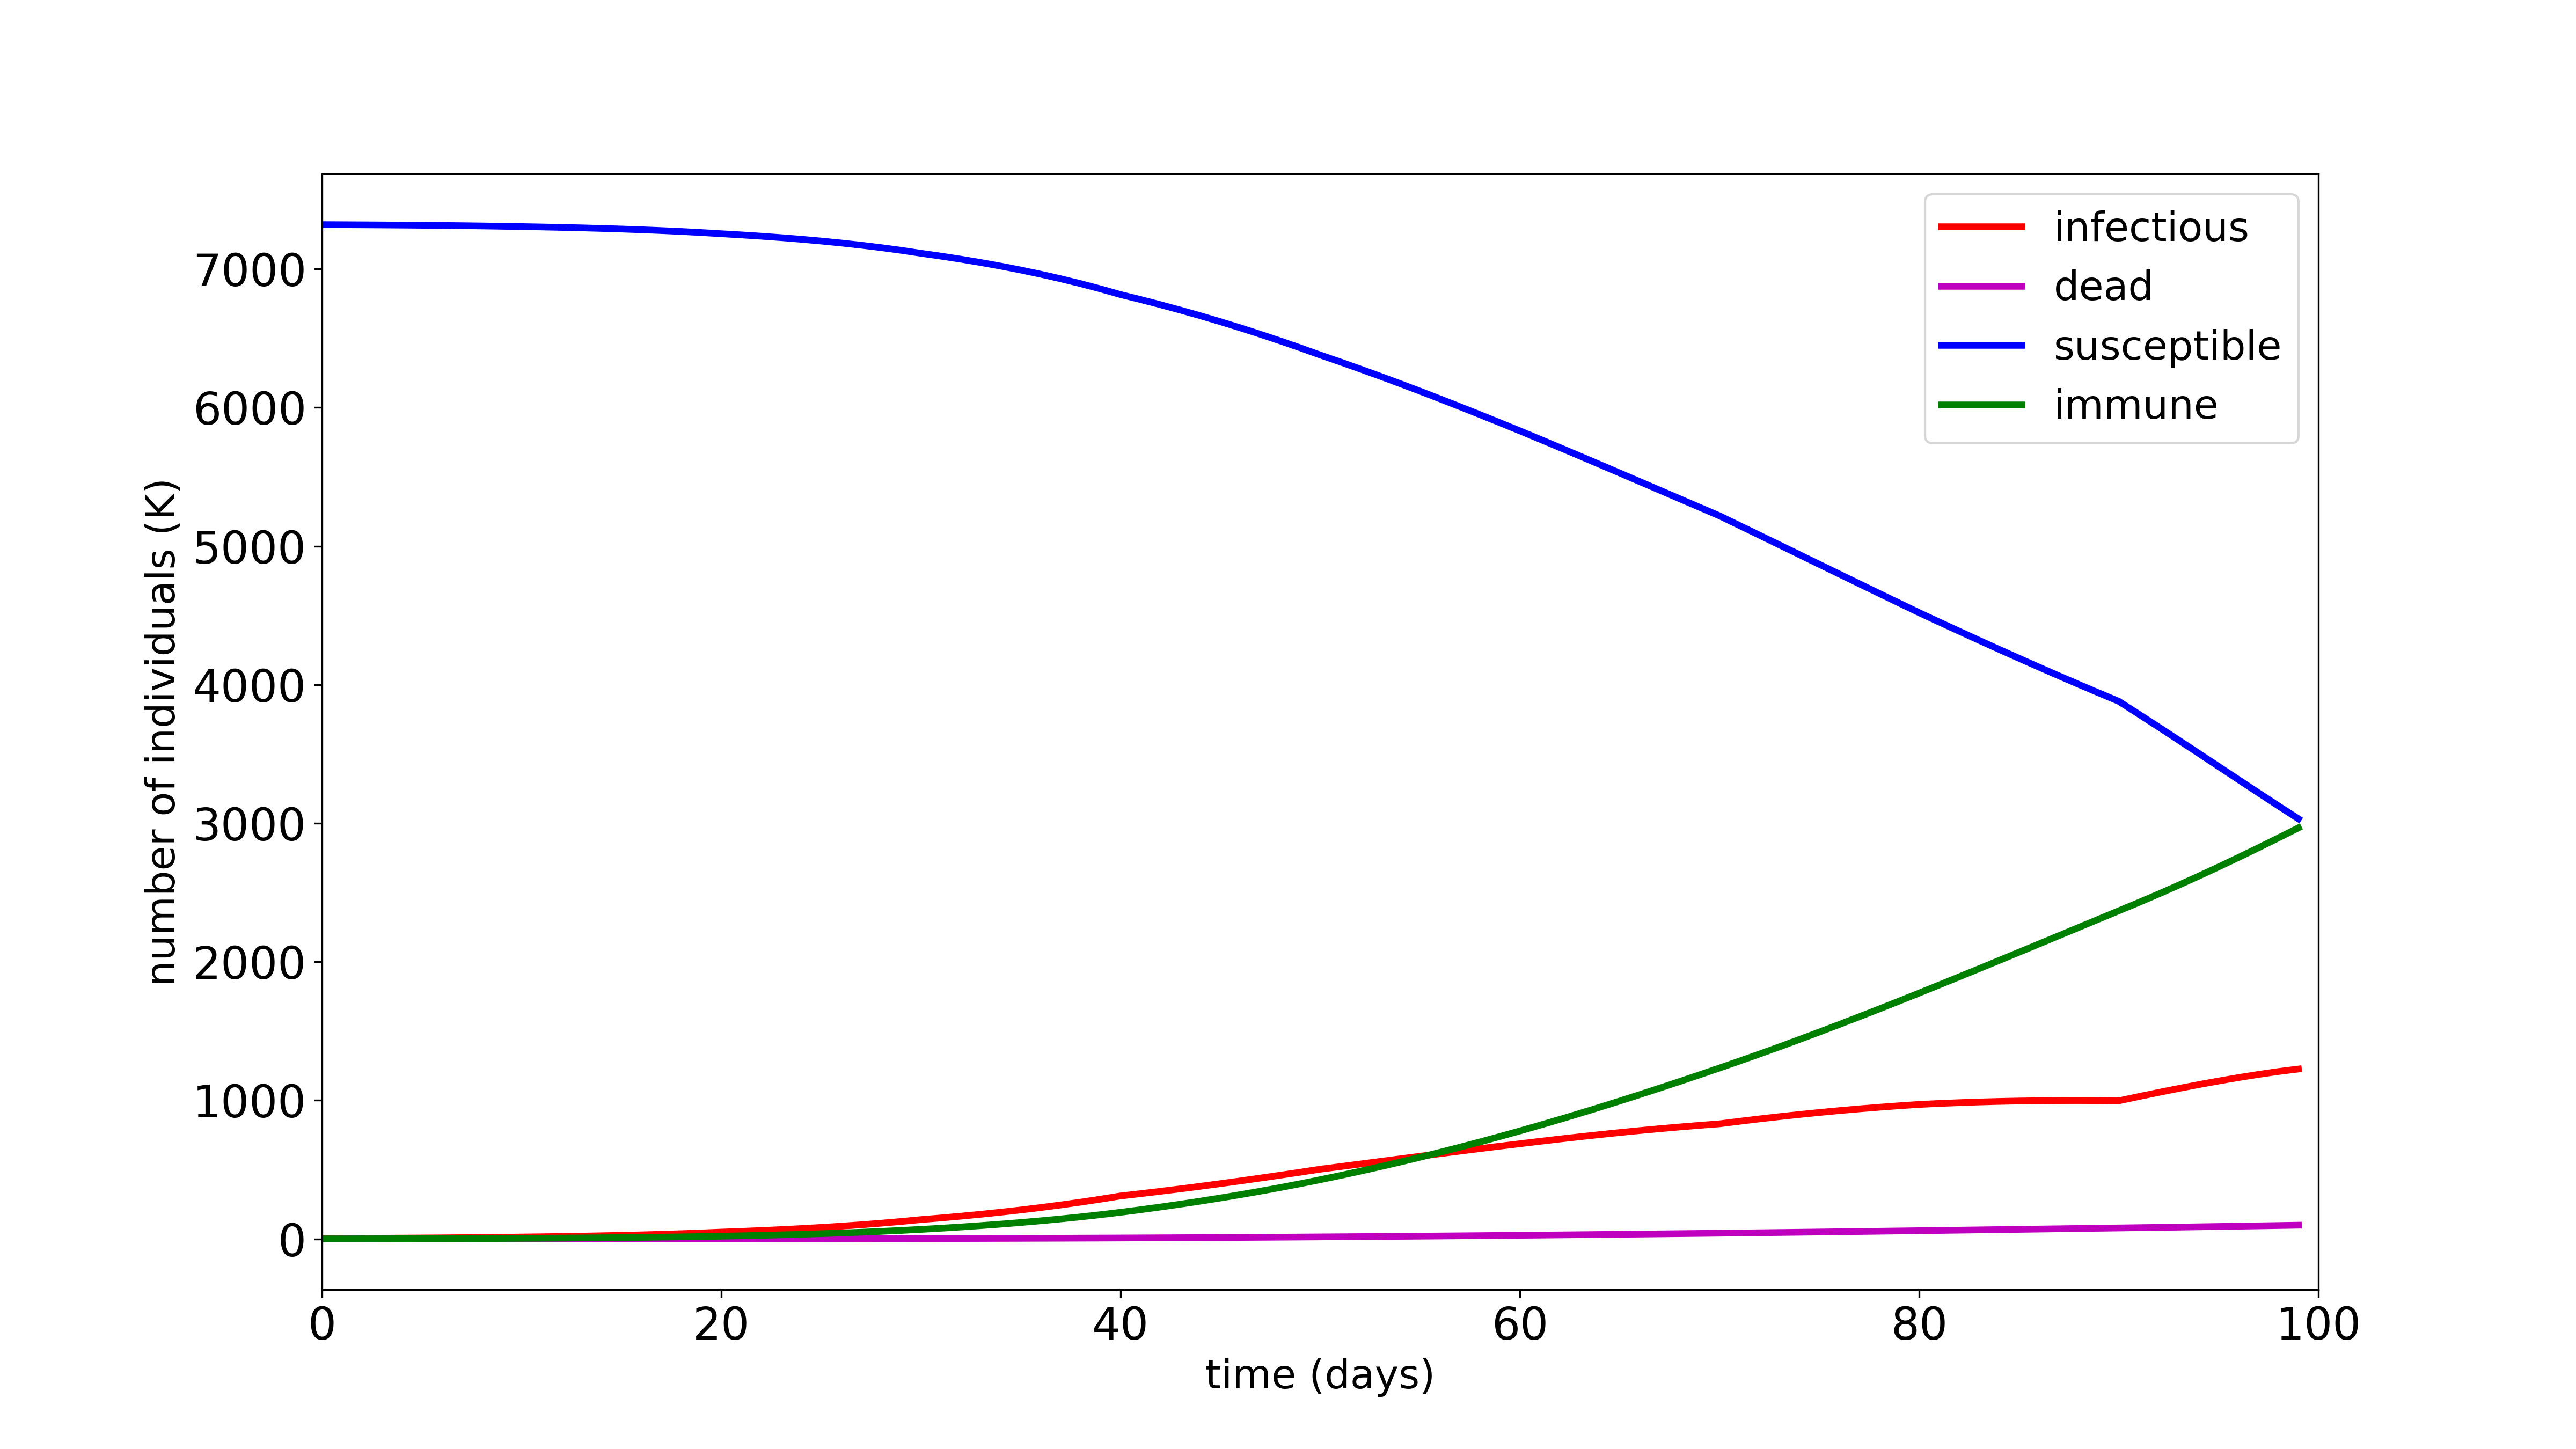 infectious
dead
susceptible
immune
7000
6000
5000
4000
3000
2000
1000
0
number of individuals (K)
0 20 40 60 80 100
time (days)